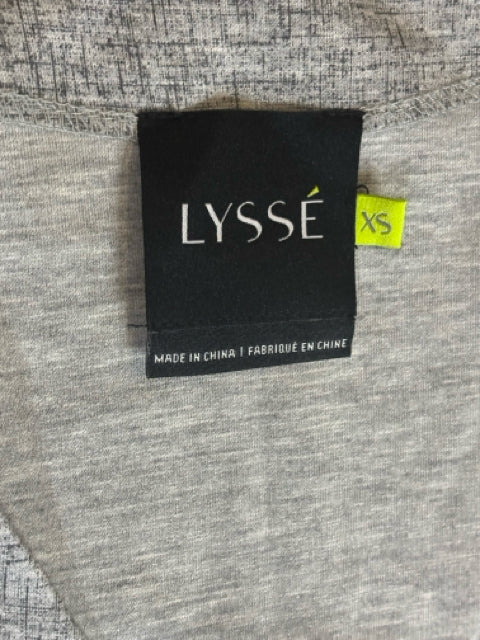 LYSSÉ
XS
MADE IN CHINA | FABRIQUÉ EN CHINE